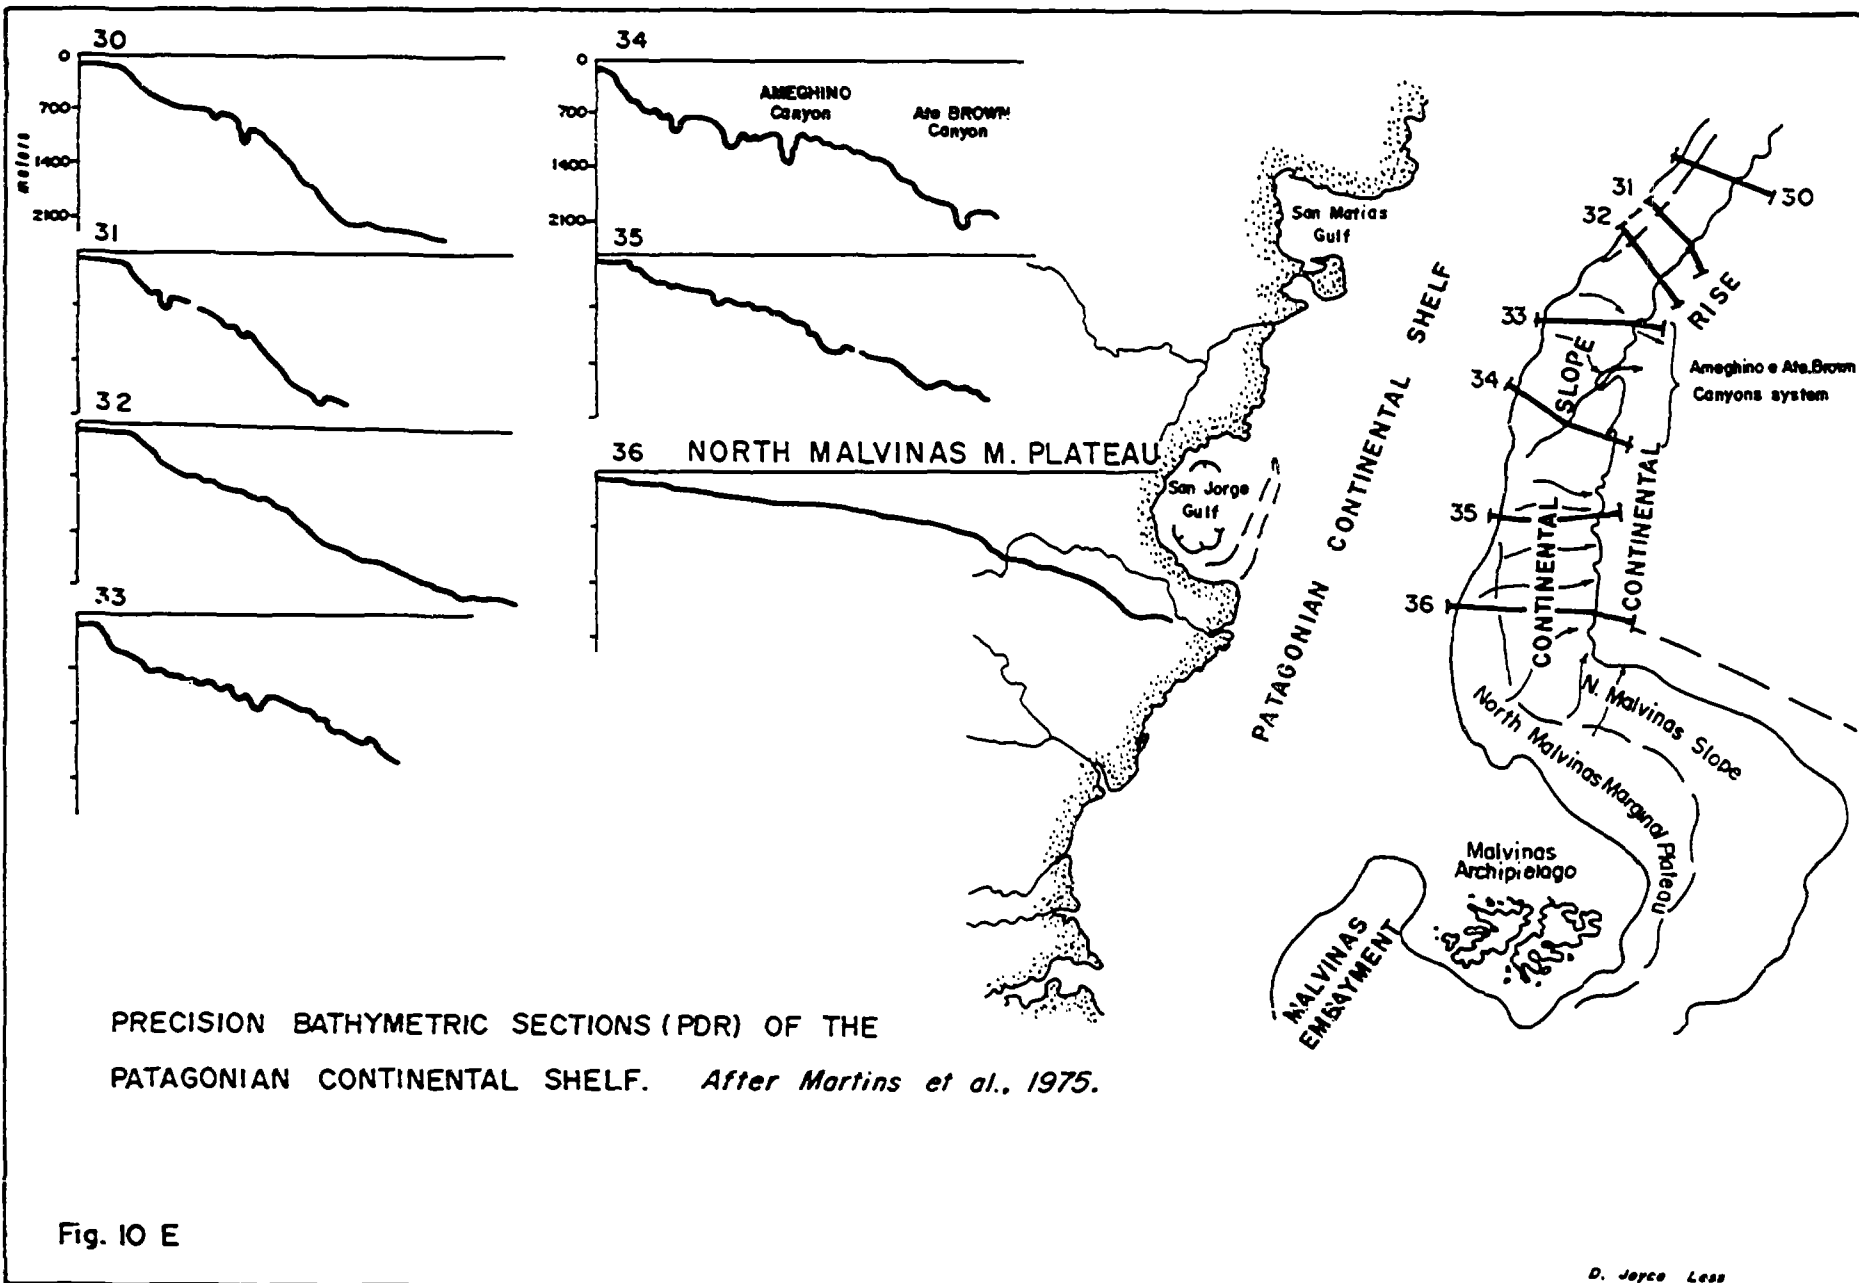 30
0
700
1400
2100
meters
31
32
33
34
0
700
1400
2100
AMEGHINO
Canyon
Ate BROWN
Canyon
35
36 NORTH MALVINAS M. PLATEAU
San Matias
Gulf
San Jorge
Gulf
PATAGONIAN CONTINENTAL SHELF
30
31
32
33
34
35
36
RISE
SLOPE
Ameghino e Ate.Brown
Canyons system
CONTINENTAL
CONTINENTAL
N. Malvinas Slope
North Malvinas Marginal Plateau
Malvinas
Archipielago
MALVINAS
EMBAYMENT
PRECISION BATHYMETRIC SECTIONS (PDR) OF THE
PATAGONIAN CONTINENTAL SHELF. After Martins et al., 1975.
Fig. 10 E
D. Joyce Less